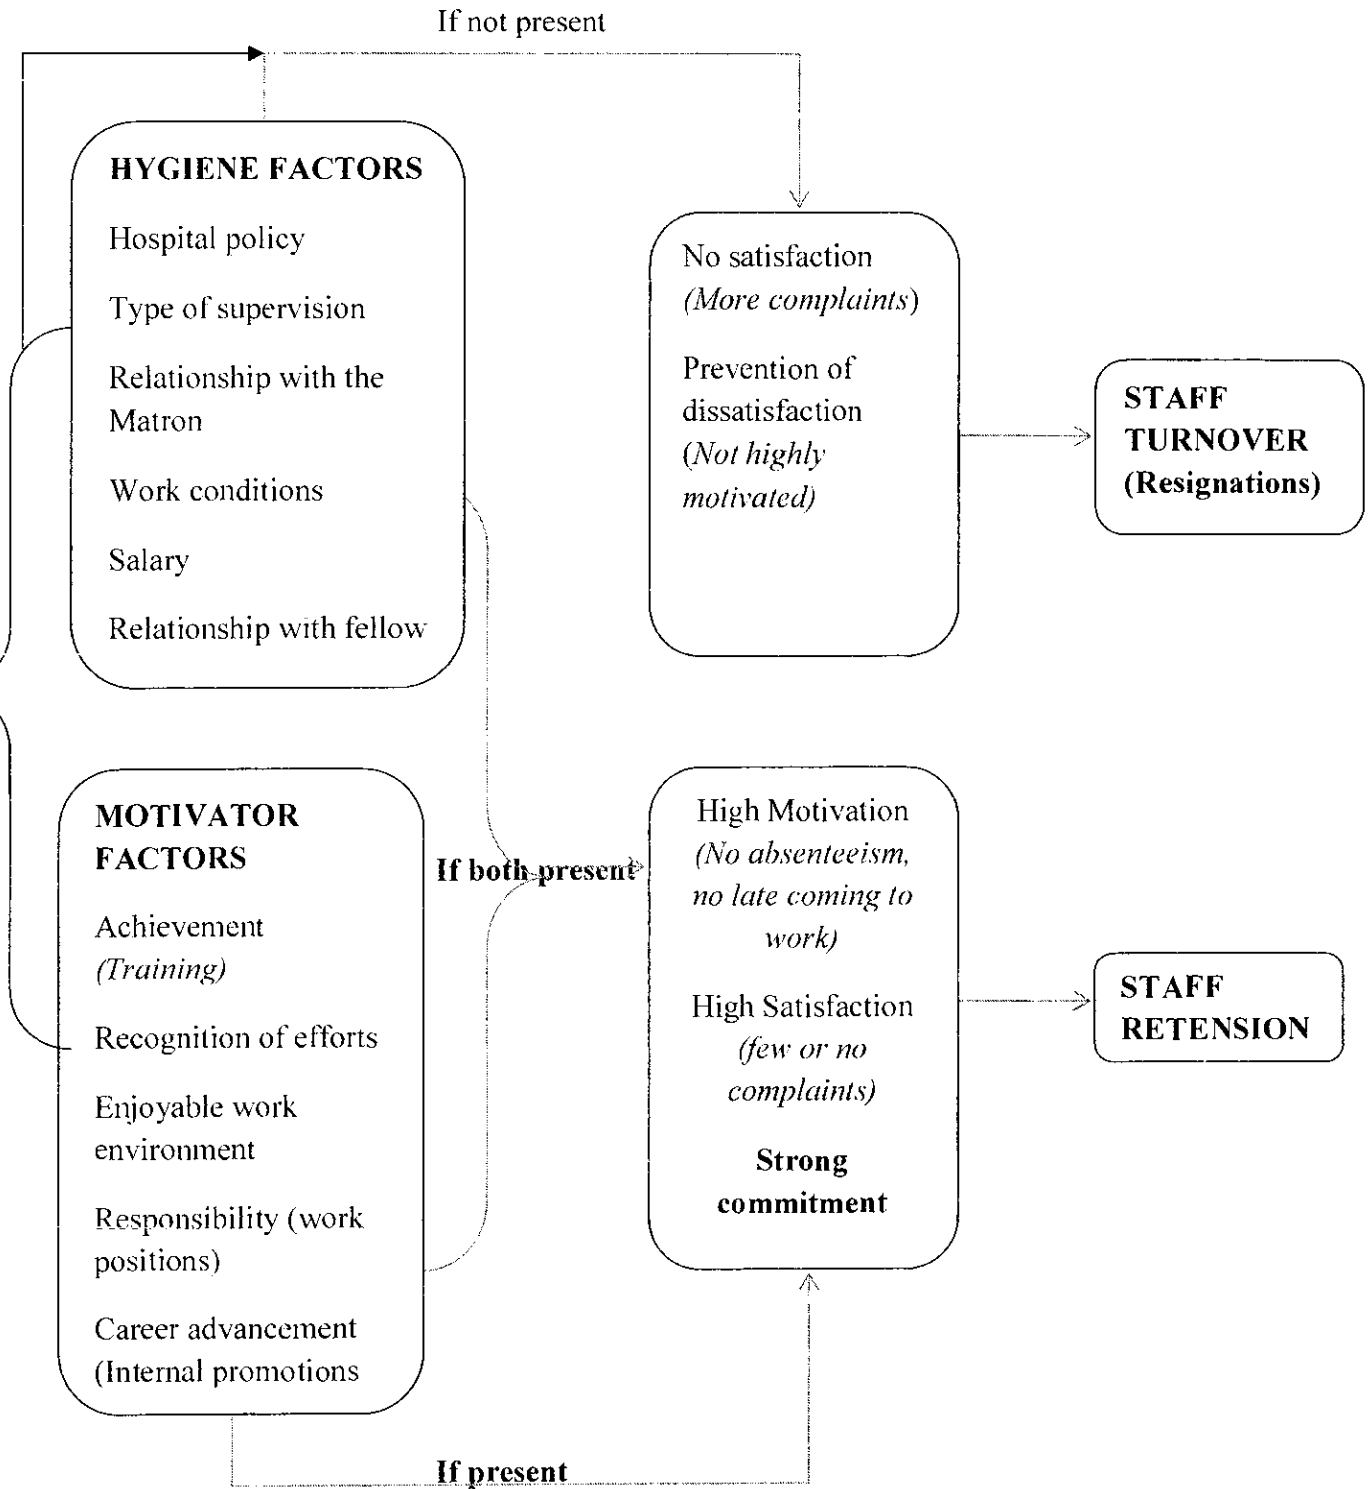 If not present
HYGIENE FACTORS
Hospital policy
Type of supervision
Relationship with the
Matron
Work conditions
Salary
Relationship with fellow
No satisfaction
(More complaints)
Prevention of
dissatisfaction
(Not highly
motivated)
STAFF
TURNOVER
(Resignations)
MOTIVATOR
FACTORS
Achievement
(Training)
Recognition of efforts
Enjoyable work
environment
Responsibility (work
positions)
Career advancement
(Internal promotions
If both present
High Motivation
(No absenteeism,
no late coming to
work)
High Satisfaction
(few or no
complaints)
Strong
commitment
STAFF
RETENSION
If present